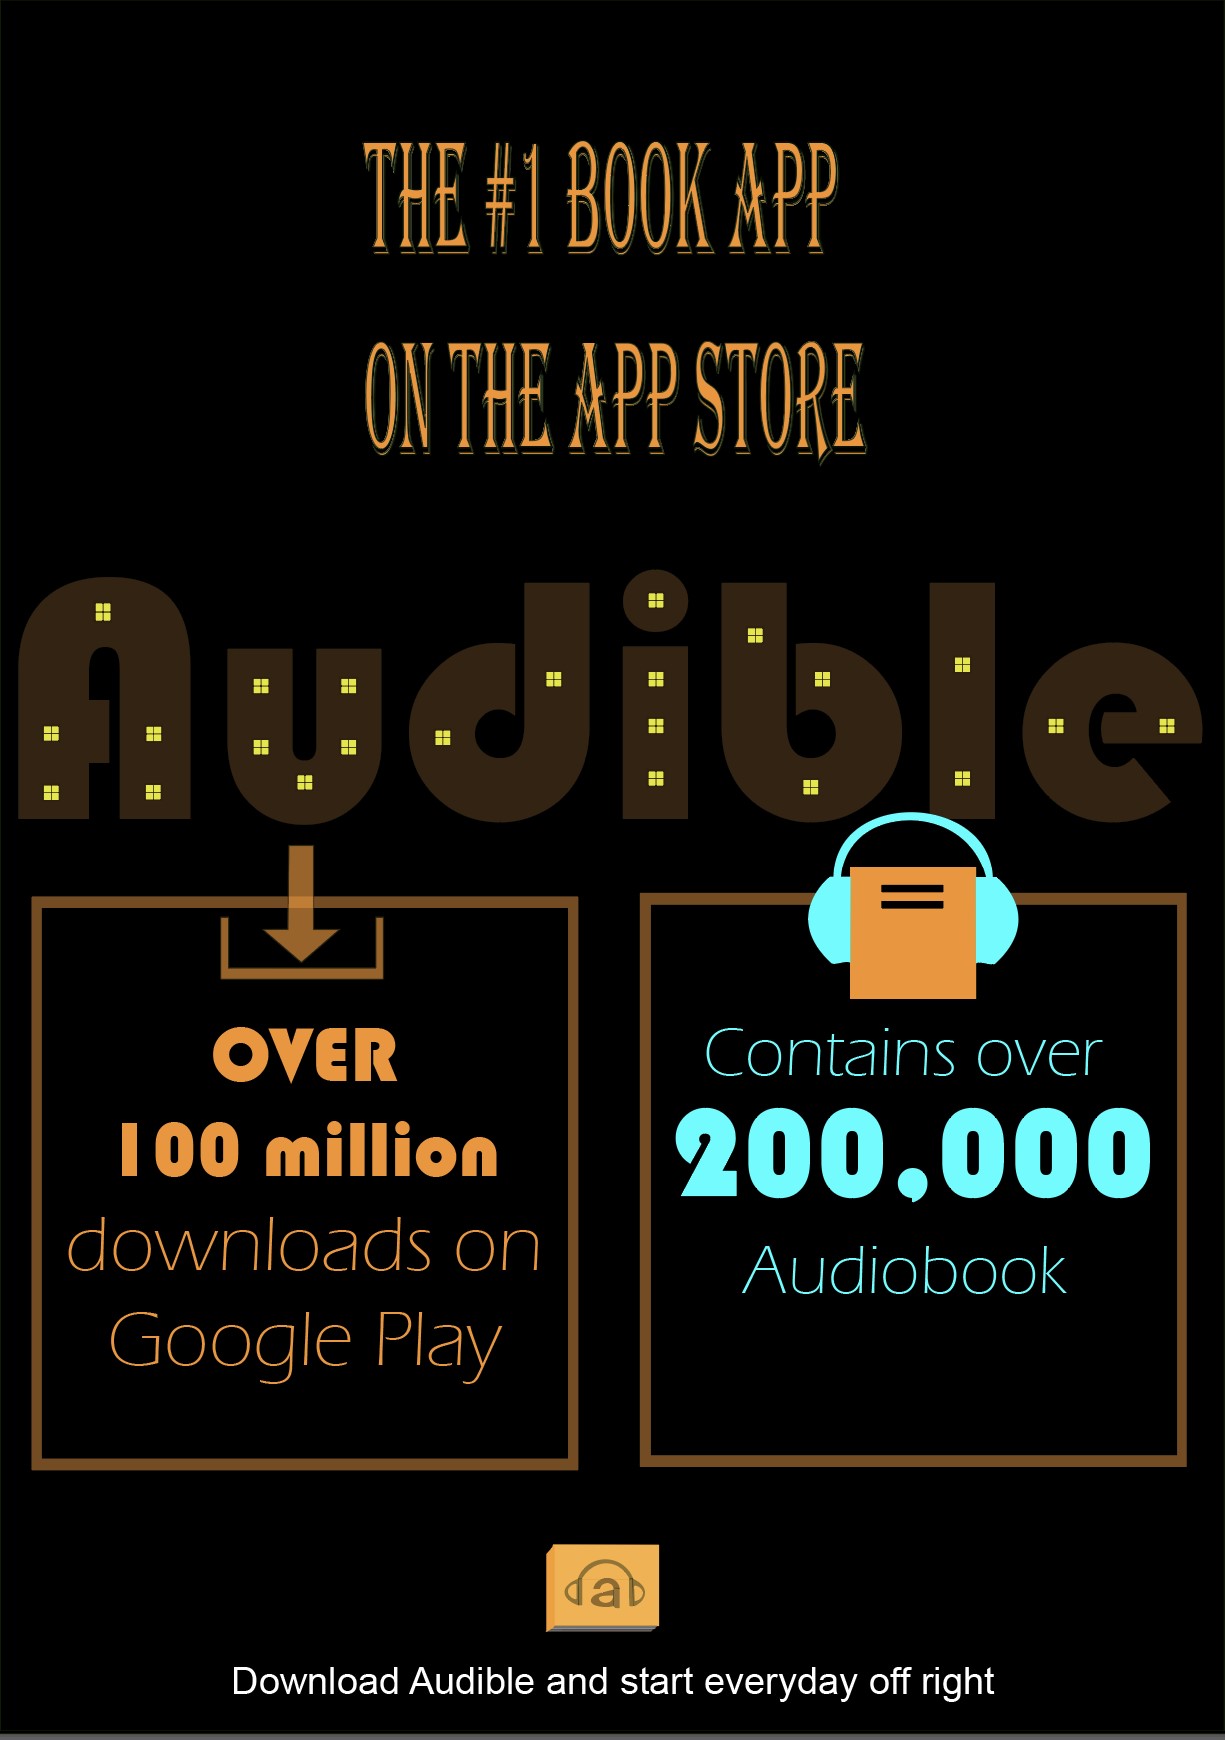 THE #1 BOOK APP
ON THE APP STORE
Audible
OVER
100 million
downloads on
Google Play
Contains over
200,000
Audiobook
a
Download Audible and start everyday off right